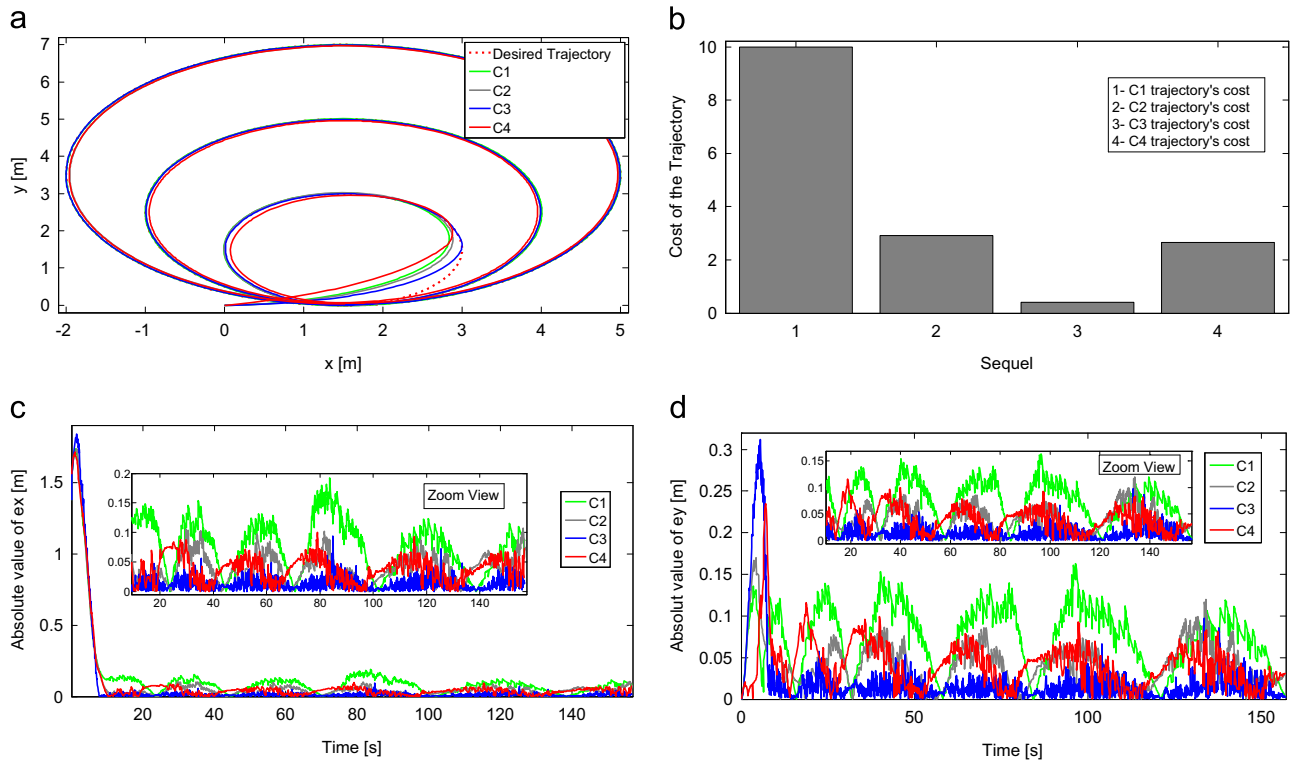 a
7
6
5
4
3
2
1
0
-2
-1
0
1
2
3
4
5
y [m]
x [m]
Desired Trajectory
C1
C2
C3
C4
b
10
8
6
4
2
0
1
2
3
4
Cost of the Trajectory
Sequel
1- C1 trajectory's cost
2- C2 trajectory's cost
3- C3 trajectory's cost
4- C4 trajectory's cost
c
1.5
1
0.5
0
20
40
60
80
100
120
140
Absolute value of ex [m]
Time [s]
0.2
0.15
0.1
0.05
0
20
40
60
80
100
120
140
Zoom View
C1
C2
C3
C4
d
0.3
0.25
0.2
0.15
0.1
0.05
0
0
50
100
150
Absolut value of ey [m]
Time [s]
0.15
0.1
0.05
0
20
40
60
80
100
120
140
Zoom View
C1
C2
C3
C4